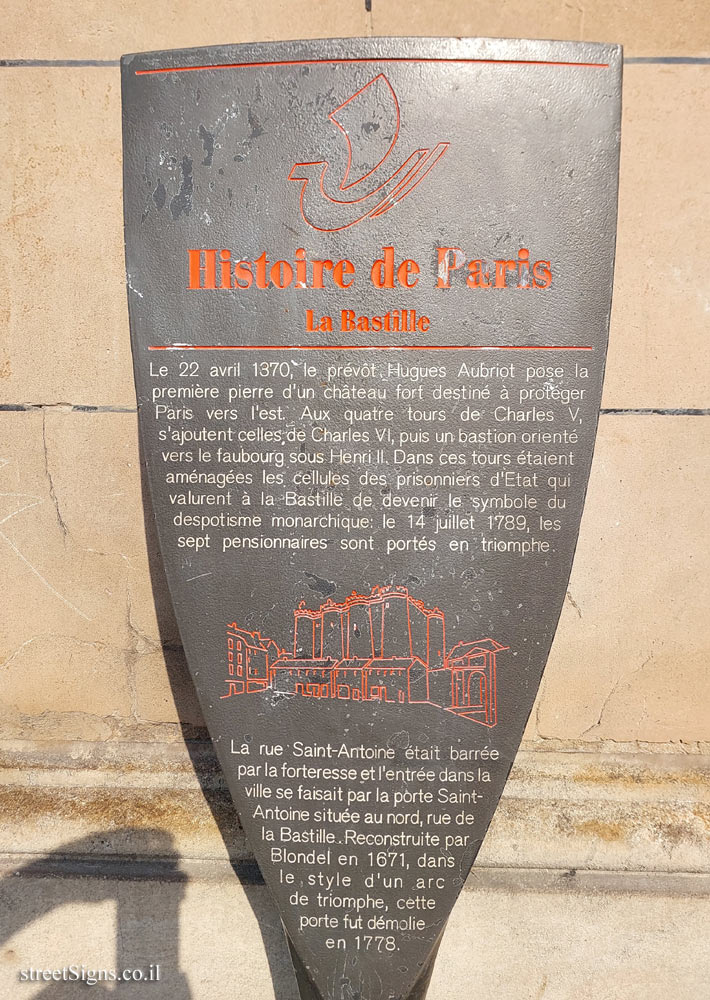 Histoire de Paris
La Bastille
Le 22 avril 1370, le prévôt Hugues Aubriot pose la
première pierre d'un château fort destiné à protéger
Paris vers l'est. Aux quatre tours de Charles V,
s'ajoutent celles de Charles VI, puis un bastion orienté
vers le faubourg sous Henri II. Dans ces tours étaient
aménagées les cellules des prisonniers d'Etat qui
valurent à la Bastille de devenir le symbole du
despotisme monarchique: le 14 juillet 1789, les
sept pensionnaires sont portés en triomphe.
La rue Saint-Antoine était barrée
par la forteresse et l'entrée dans la
ville se faisait par la porte Saint-
Antoine située au nord, rue de
la Bastille. Reconstruite par
Blondel en 1671, dans
le style d'un arc
de triomphe, cette
porte fut démolie
en 1778.
streetSigns.co.il